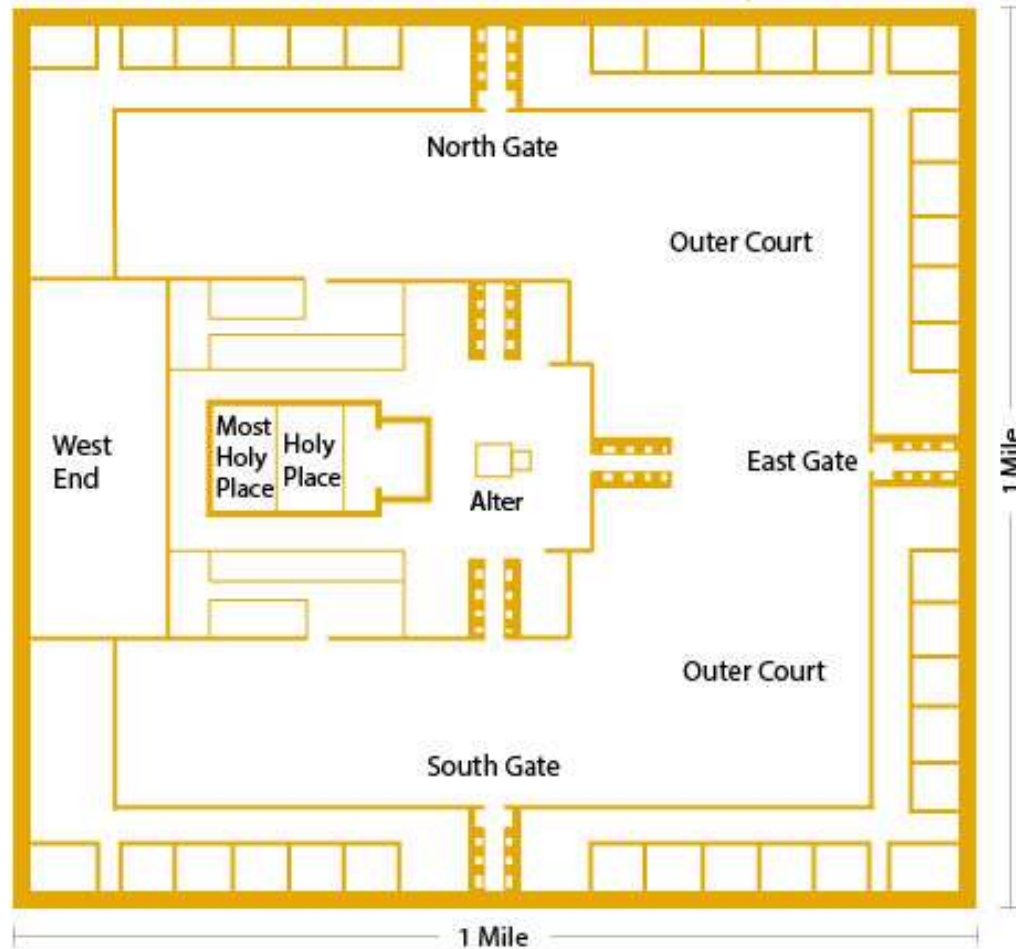 North Gate
Outer Court
West
End
Most
Holy
Place
Holy
Place
Alter
East Gate
1 Mile
Outer Court
South Gate
1 Mile